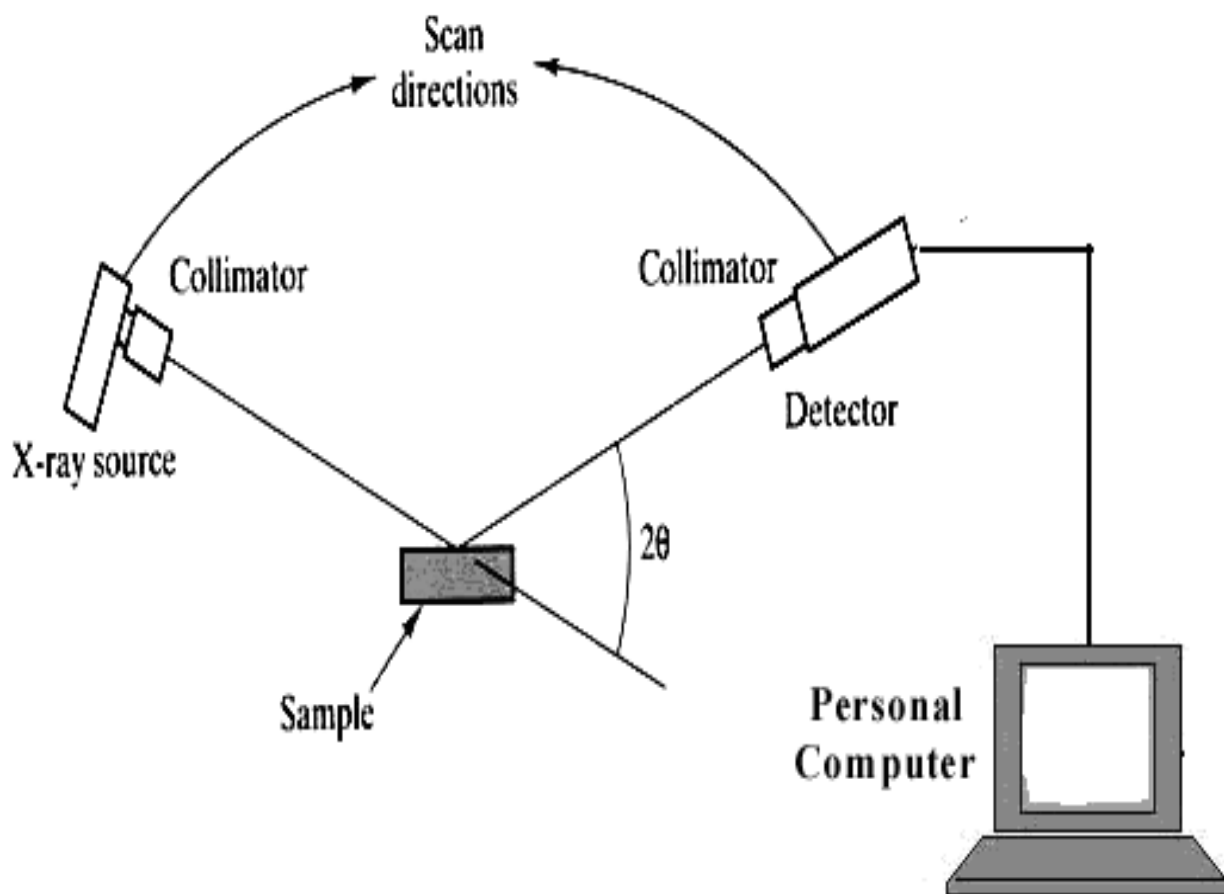 Scan
directions
Collimator
Collimator
X-ray source
Detector
2θ
Sample
Personal
Computer